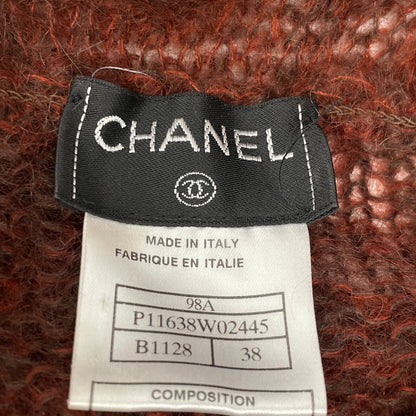 CHANEL
MADE IN ITALY
FABRIQUE EN ITALIE
98A
P11638W02445
B1128 38
COMPOSITION